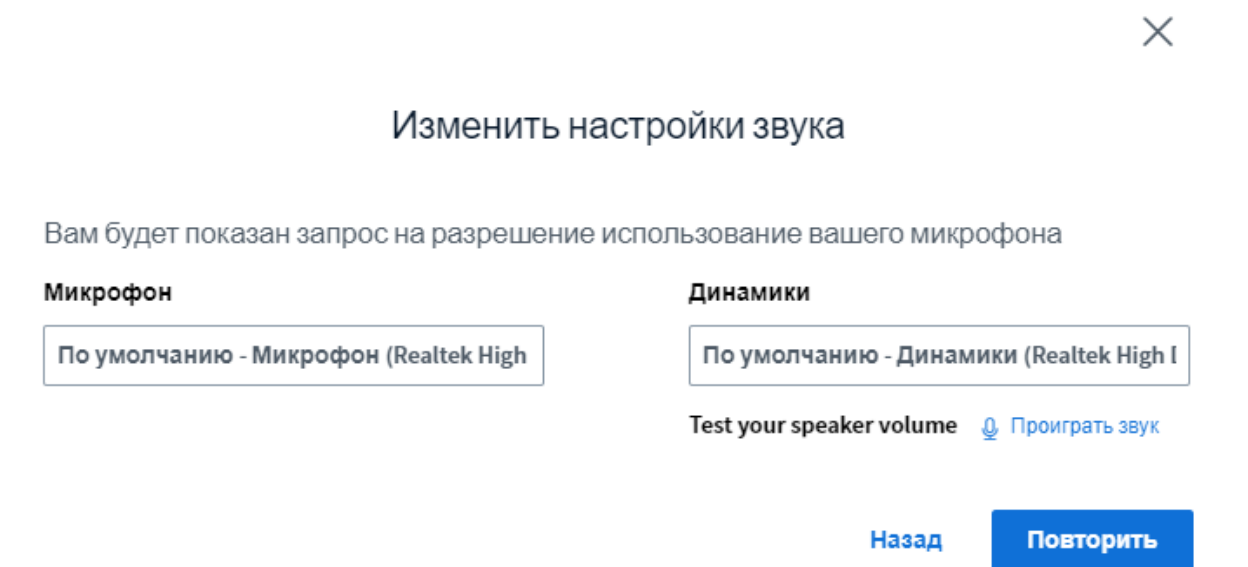 Изменить настройки звука
Вам будет показан запрос на разрешение использование вашего микрофона
Микрофон
Динамики
По умолчанию - Микрофон (Realtek High
По умолчанию - Динамики (Realtek High
Test your speaker volume
Проиграть звук
Назад
Повторить